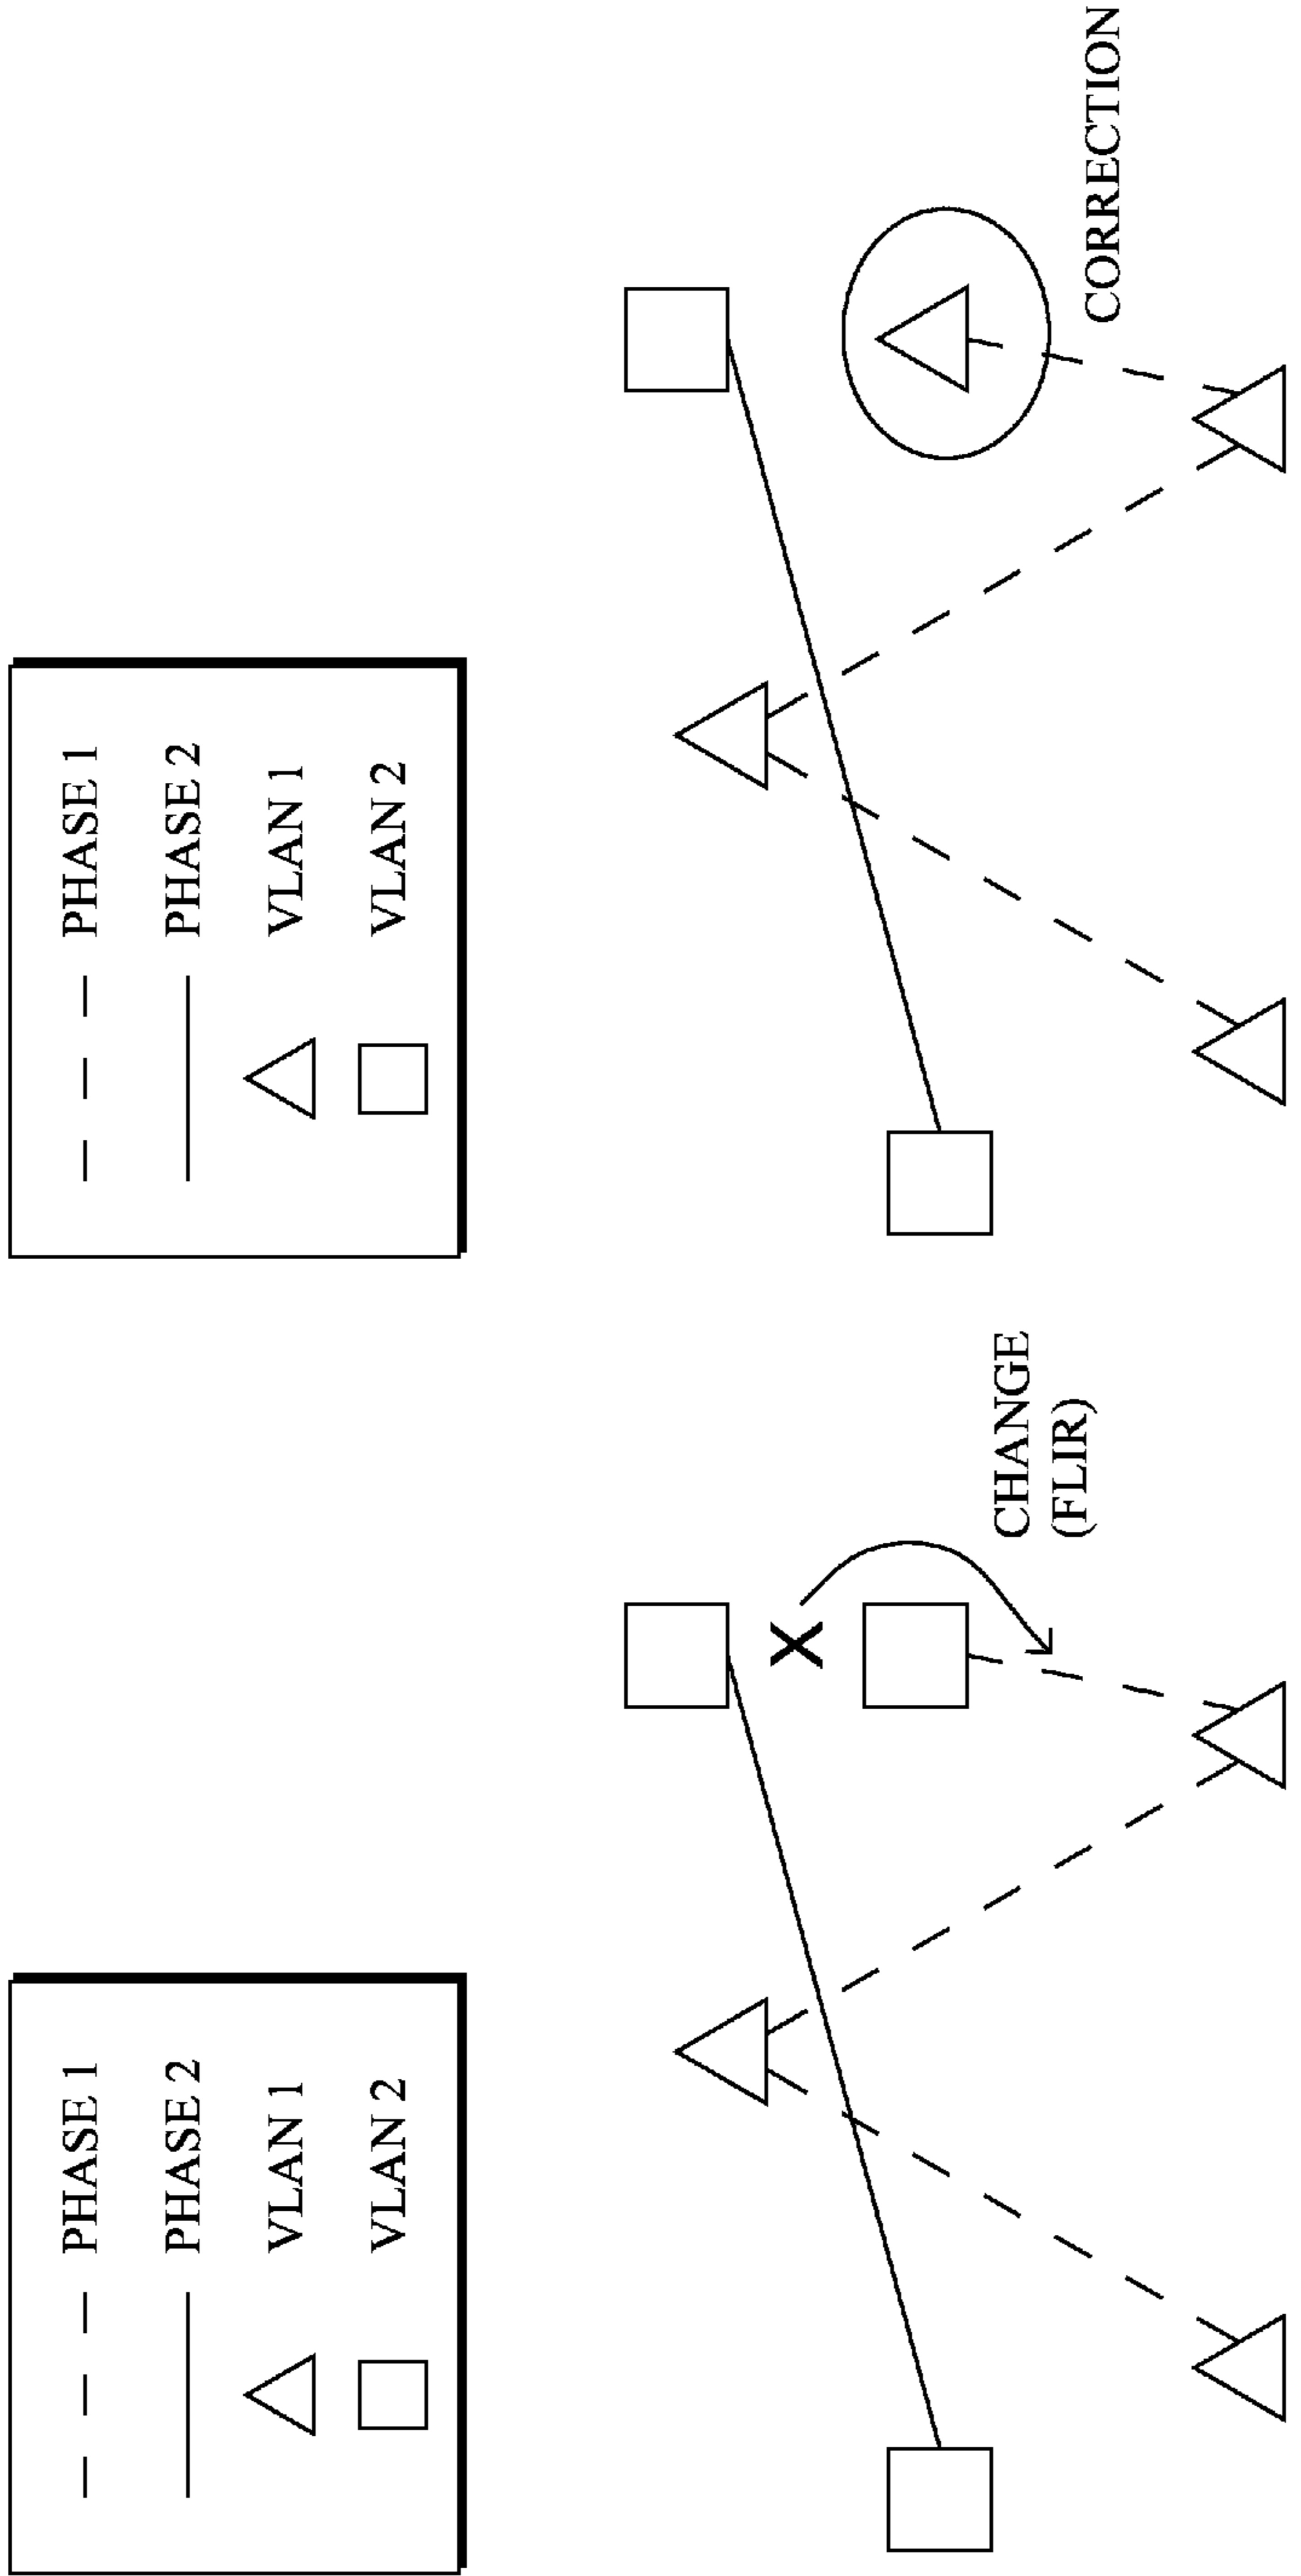 PHASE 1
PHASE 2
VLAN 1
VLAN 2
X
CHANGE
(FLIR)
PHASE 1
PHASE 2
VLAN 1
VLAN 2
CORRECTION